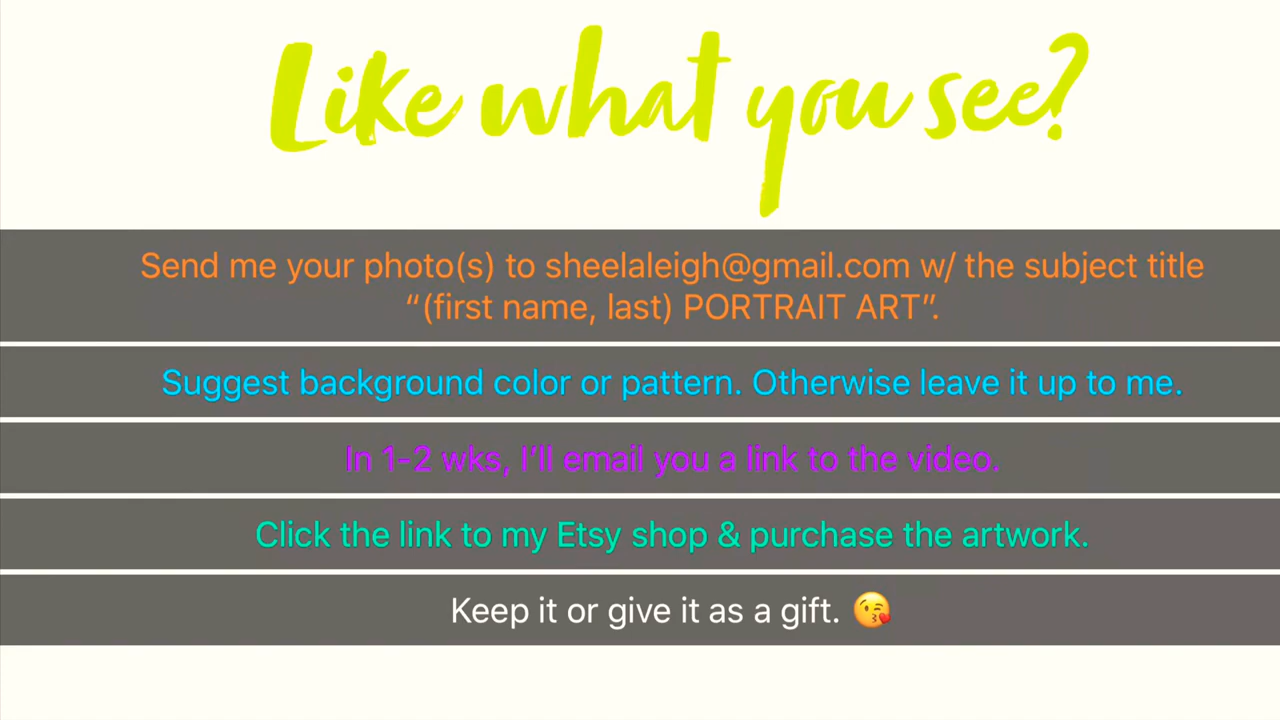 Like what you see?
Send me your photo(s) to sheelaleigh@gmail.com w/ the subject title
“(first name, last) PORTRAIT ART”.
Suggest background color or pattern. Otherwise leave it up to me.
In 1-2 wks, I’ll email you a link to the video.
Click the link to my Etsy shop & purchase the artwork.
Keep it or give it as a gift. 😘